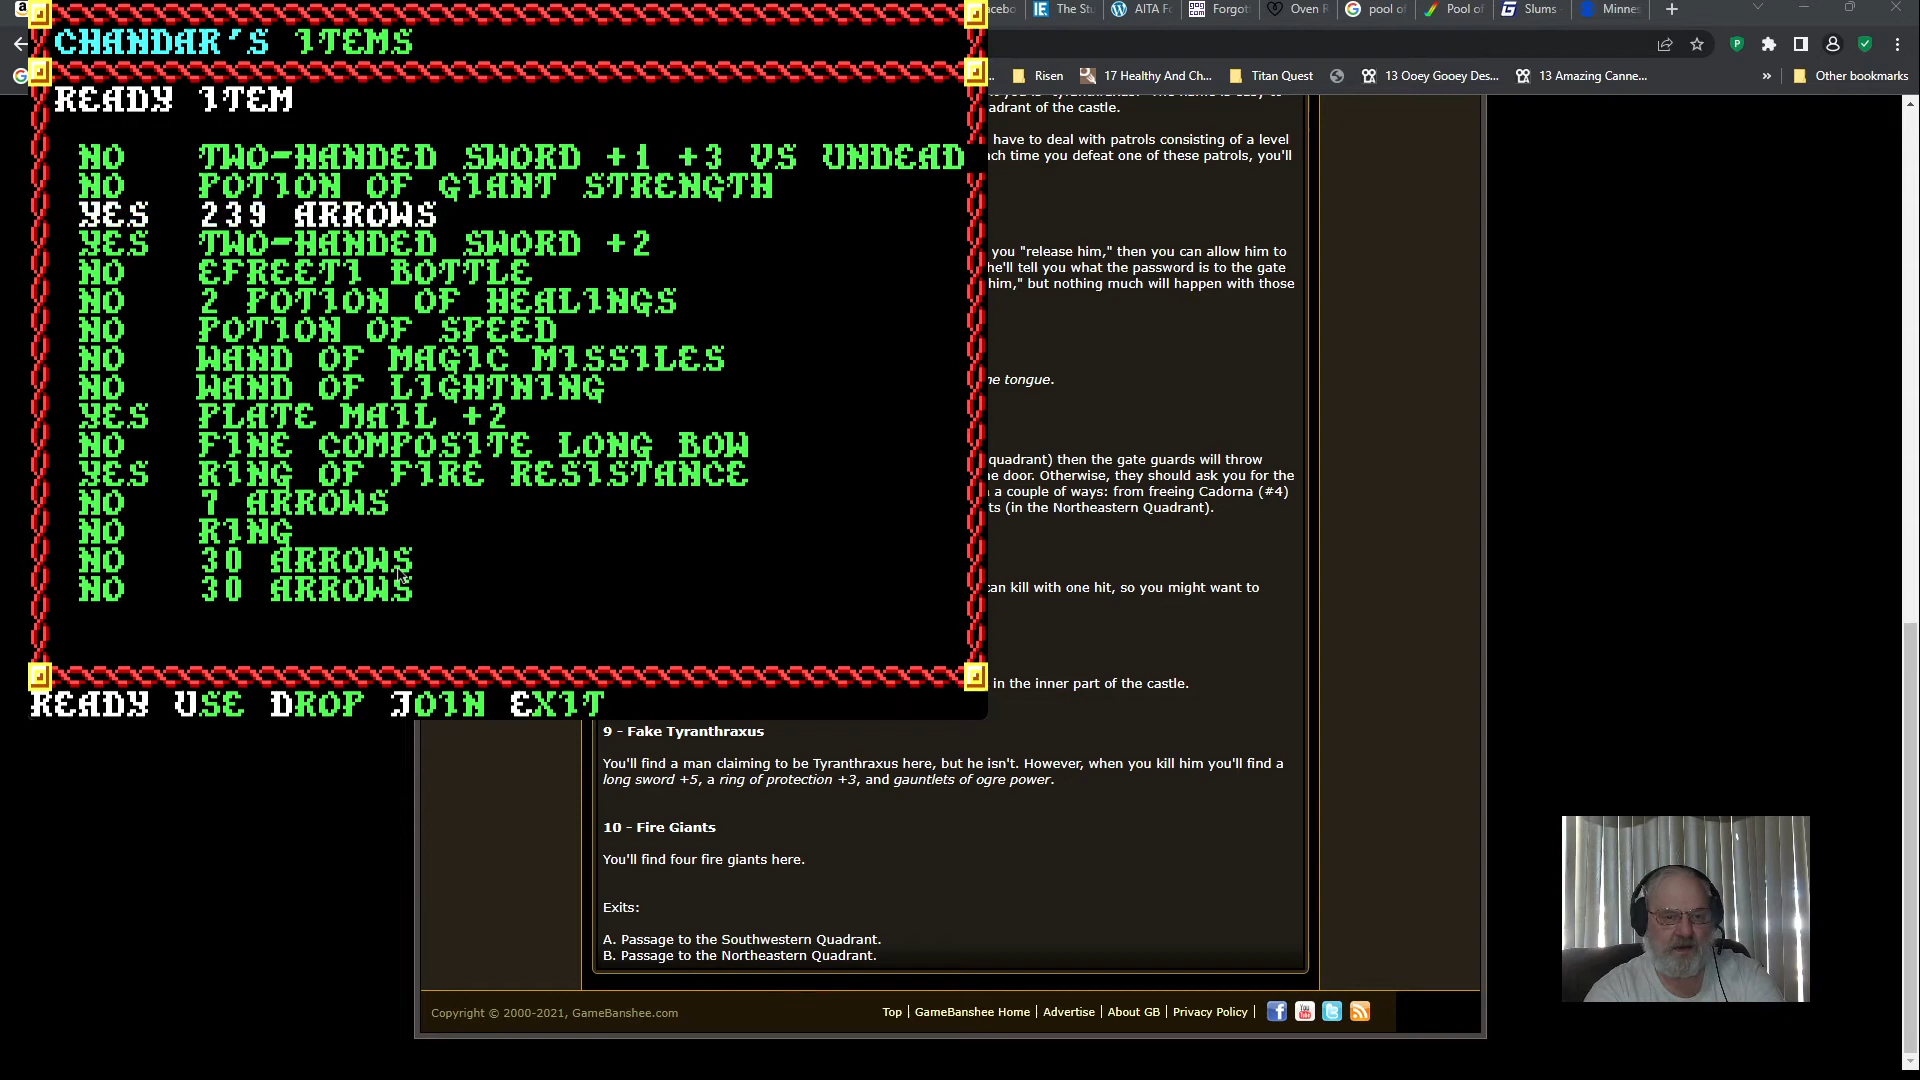 cebo
The Stu
AITA Fo
Forgott
Oven R
pool of
Pool of
Slums -
Minnes
Risen
17 Healthy And Ch...
Titan Quest
13 Ooey Gooey Des...
13 Amazing Canne...
»
Other bookmarks
CHANDAR'S ITEMS
READY ITEM
NO TWO-HANDED SWORD +1 +3 VS UNDEAD
NO POTION OF GIANT STRENGTH
YES 239 ARROWS
YES TWO-HANDED SWORD +2
NO EFREETI BOTTLE
NO 2 POTION OF HEALINGS
NO POTION OF SPEED
NO WAND OF MAGIC MISSILES
NO WAND OF LIGHTNING
YES PLATE MAIL +2
NO FINE COMPOSITE LONG BOW
YES RING OF FIRE RESISTANCE
NO 7 ARROWS
NO RING
NO 30 ARROWS
NO 30 ARROWS
READY USE DROP JOIN EXIT
adrant of the castle.
have to deal with patrols consisting of a level
ch time you defeat one of these patrols, you'll
you "release him," then you can allow him to
he'll tell you what the password is to the gate
him," but nothing much will happen with those
ne tongue.
quadrant) then the gate guards will throw
ne door. Otherwise, they should ask you for the
a couple of ways: from freeing Cadorna (#4)
ts (in the Northeastern Quadrant).
can kill with one hit, so you might want to
in the inner part of the castle.
9 - Fake Tyranthraxus
You'll find a man claiming to be Tyranthraxus here, but he isn't. However, when you kill him you'll find a
long sword +5, a ring of protection +3, and gauntlets of ogre power.
10 - Fire Giants
You'll find four fire giants here.
Exits:
A. Passage to the Southwestern Quadrant.
B. Passage to the Northeastern Quadrant.
Copyright © 2000-2021, GameBanshee.com
Top | GameBanshee Home | Advertise | About GB | Privacy Policy |